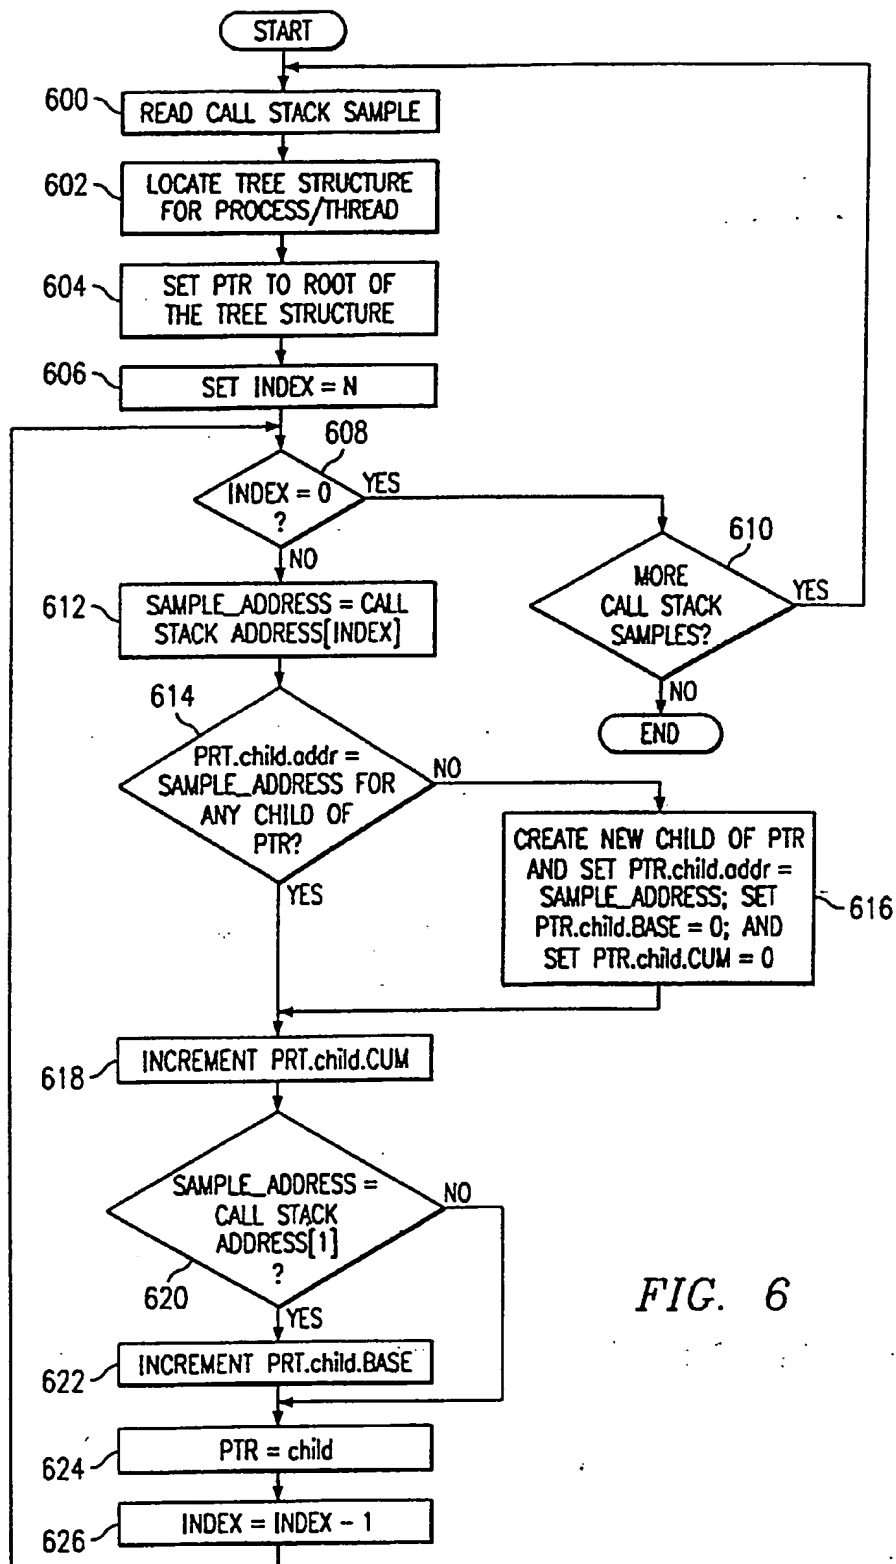 START
600
READ CALL STACK SAMPLE
602
LOCATE TREE STRUCTURE
FOR PROCESS/THREAD
604
SET PTR TO ROOT OF
THE TREE STRUCTURE
606
SET INDEX = N
608
INDEX = 0
?
YES
NO
610
MORE
CALL STACK
SAMPLES?
YES
NO
END
612
SAMPLE_ADDRESS = CALL
STACK ADDRESS[INDEX]
614
PRT.child.addr =
SAMPLE_ADDRESS FOR
ANY CHILD OF
PTR?
NO
YES
CREATE NEW CHILD OF PTR
AND SET PTR.child.addr =
SAMPLE_ADDRESS; SET
PTR.child.BASE = 0; AND
SET PTR.child.CUM = 0
616
618
INCREMENT PRT.child.CUM
SAMPLE_ADDRESS =
CALL STACK
ADDRESS[1]
?
NO
620
YES
622
INCREMENT PRT.child.BASE
624
PTR = child
626
INDEX = INDEX - 1
FIG. 6